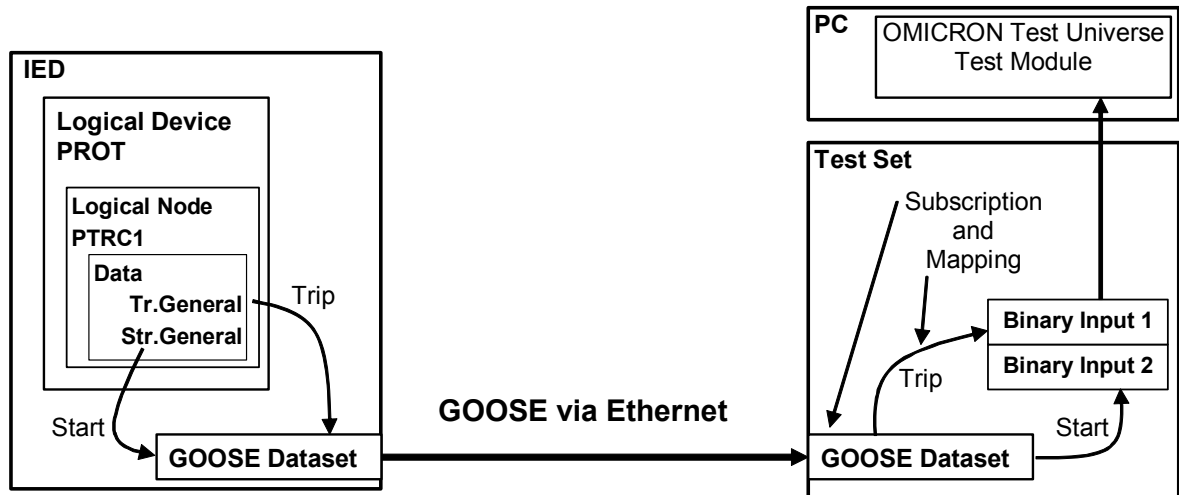 IED
Logical Device
PROT
Logical Node
PTRC1
Data
Tr.General
Str.General
Trip
Start
GOOSE Dataset
GOOSE via Ethernet
PC
OMICRON Test Universe
Test Module
Test Set
Subscription
and
Mapping
Binary Input 1
Binary Input 2
Trip
Start
GOOSE Dataset